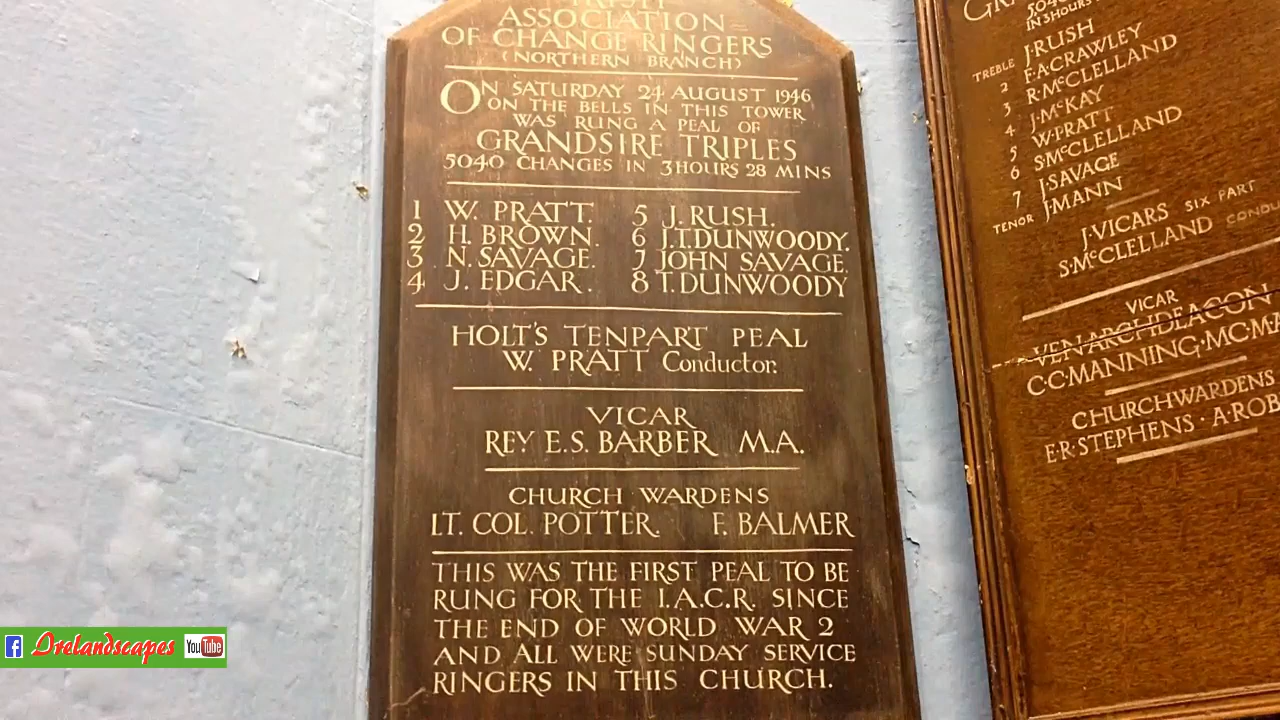 IRISH
ASSOCIATION
OF CHANGE RINGERS
(NORTHERN BRANCH)
ON SATURDAY 24 AUGUST 1946
ON THE BELLS IN THIS TOWER
WAS RUNG A PEAL OF
GRANDSIRE TRIPLES
5040 CHANGES IN 3HOURS 28 MINS
1 W. PRATT. 5 J. RUSH.
2 H. BROWN. 6 J.T.DUNWOODY.
3 N. SAVAGE. 7 JOHN SAVAGE.
4 J. EDGAR. 8 T. DUNWOODY
HOLT'S TENPART PEAL
W. PRATT Conductor.
VICAR
REV E.S. BARBER M.A.
CHURCH WARDENS
LT. COL. POTTER. F. BALMER
THIS WAS THE FIRST PEAL TO BE
RUNG FOR THE I.A.C.R. SINCE
THE END OF WORLD WAR 2
AND ALL WERE SUNDAY SERVICE
RINGERS IN THIS CHURCH.
5040
IN 3 HOURS
TREBLE J·RUSH
2 F·A·CRAWLEY
3 R·McCLELLAND
4 J·McKAY
5 W·PRATT
6 S·McCLELLAND
7 J·SAVAGE
TENOR J·MANN
J·VICARS SIX PART
S·McCLELLAND CONDU
VICAR
VEN ARCHDEACON
C·C·MANNING·MC·MA
CHURCHWARDENS
E·R·STEPHENS · A·ROB
f Irelandscapes YouTube